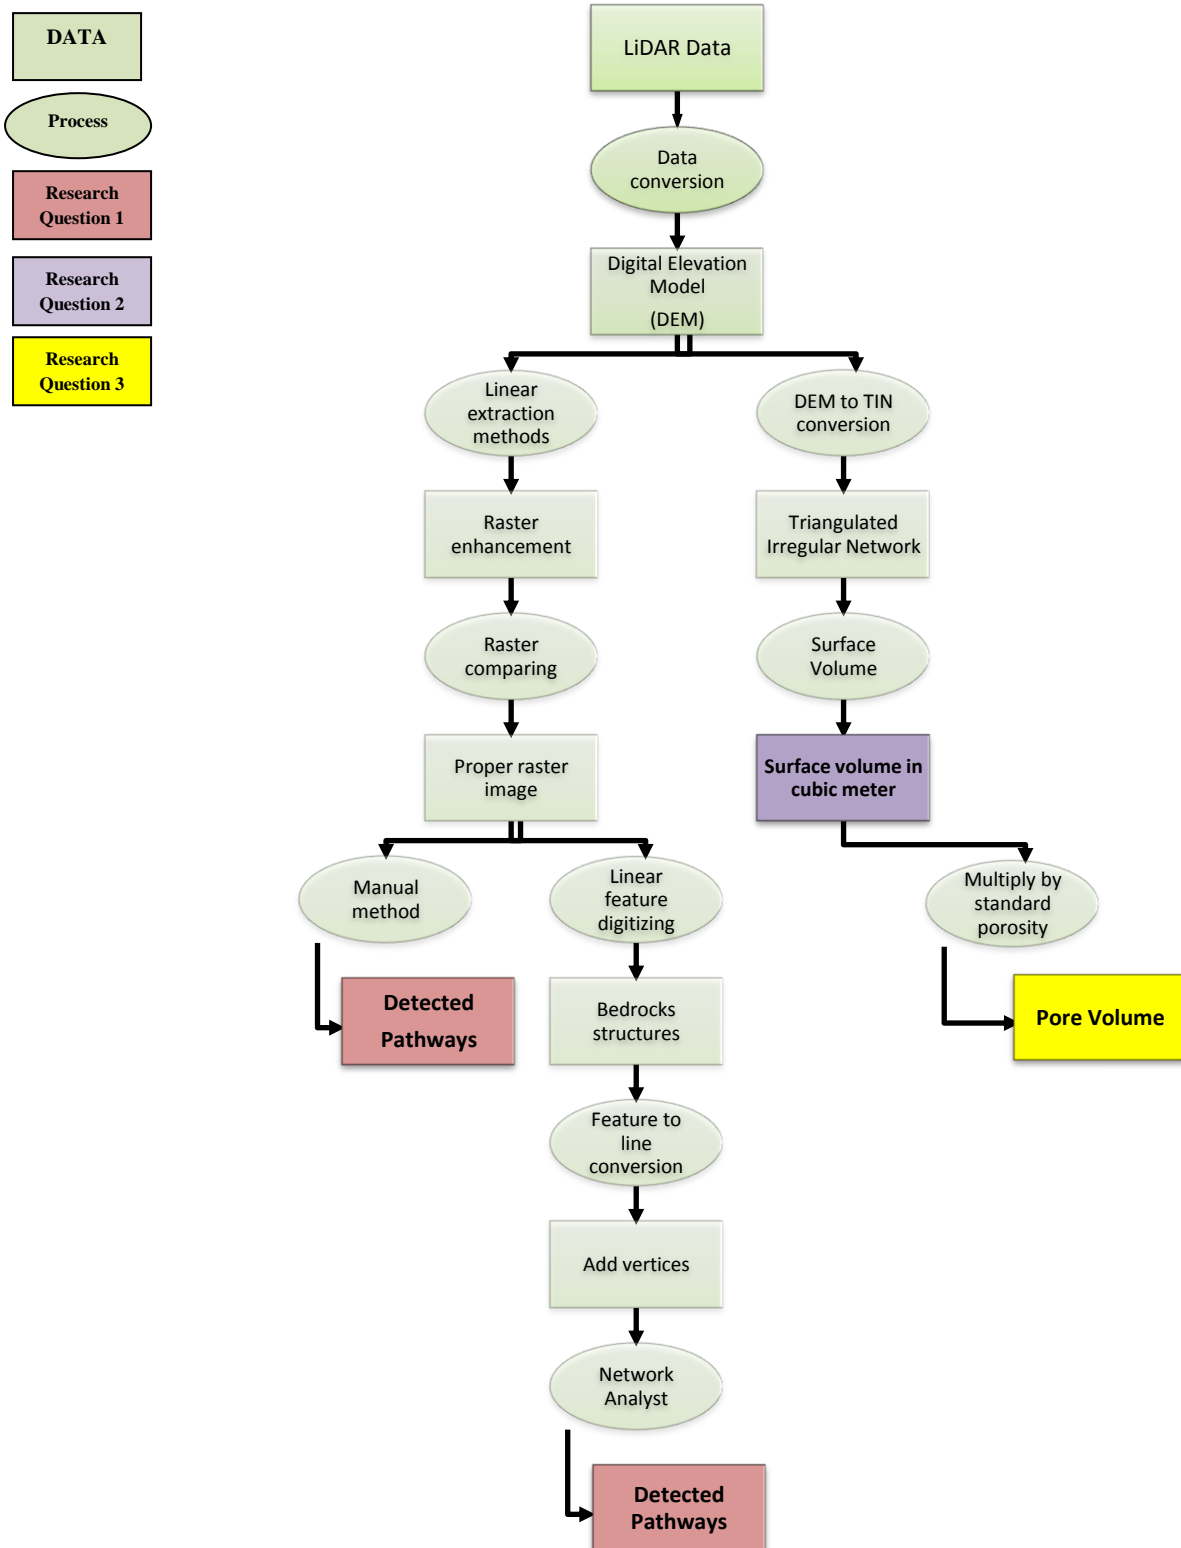 DATA
Process
Research
Question 1
Research
Question 2
Research
Question 3
LiDAR Data
Data
conversion
Digital Elevation
Model
(DEM)
Linear
extraction
methods
DEM to TIN
conversion
Raster
enhancement
Triangulated
Irregular Network
Raster
comparing
Surface
Volume
Proper raster
image
Surface volume in
cubic meter
Manual
method
Linear
feature
digitizing
Multiply by
standard
porosity
Detected
Pathways
Bedrocks
structures
Pore Volume
Feature to
line
conversion
Add vertices
Network
Analyst
Detected
Pathways